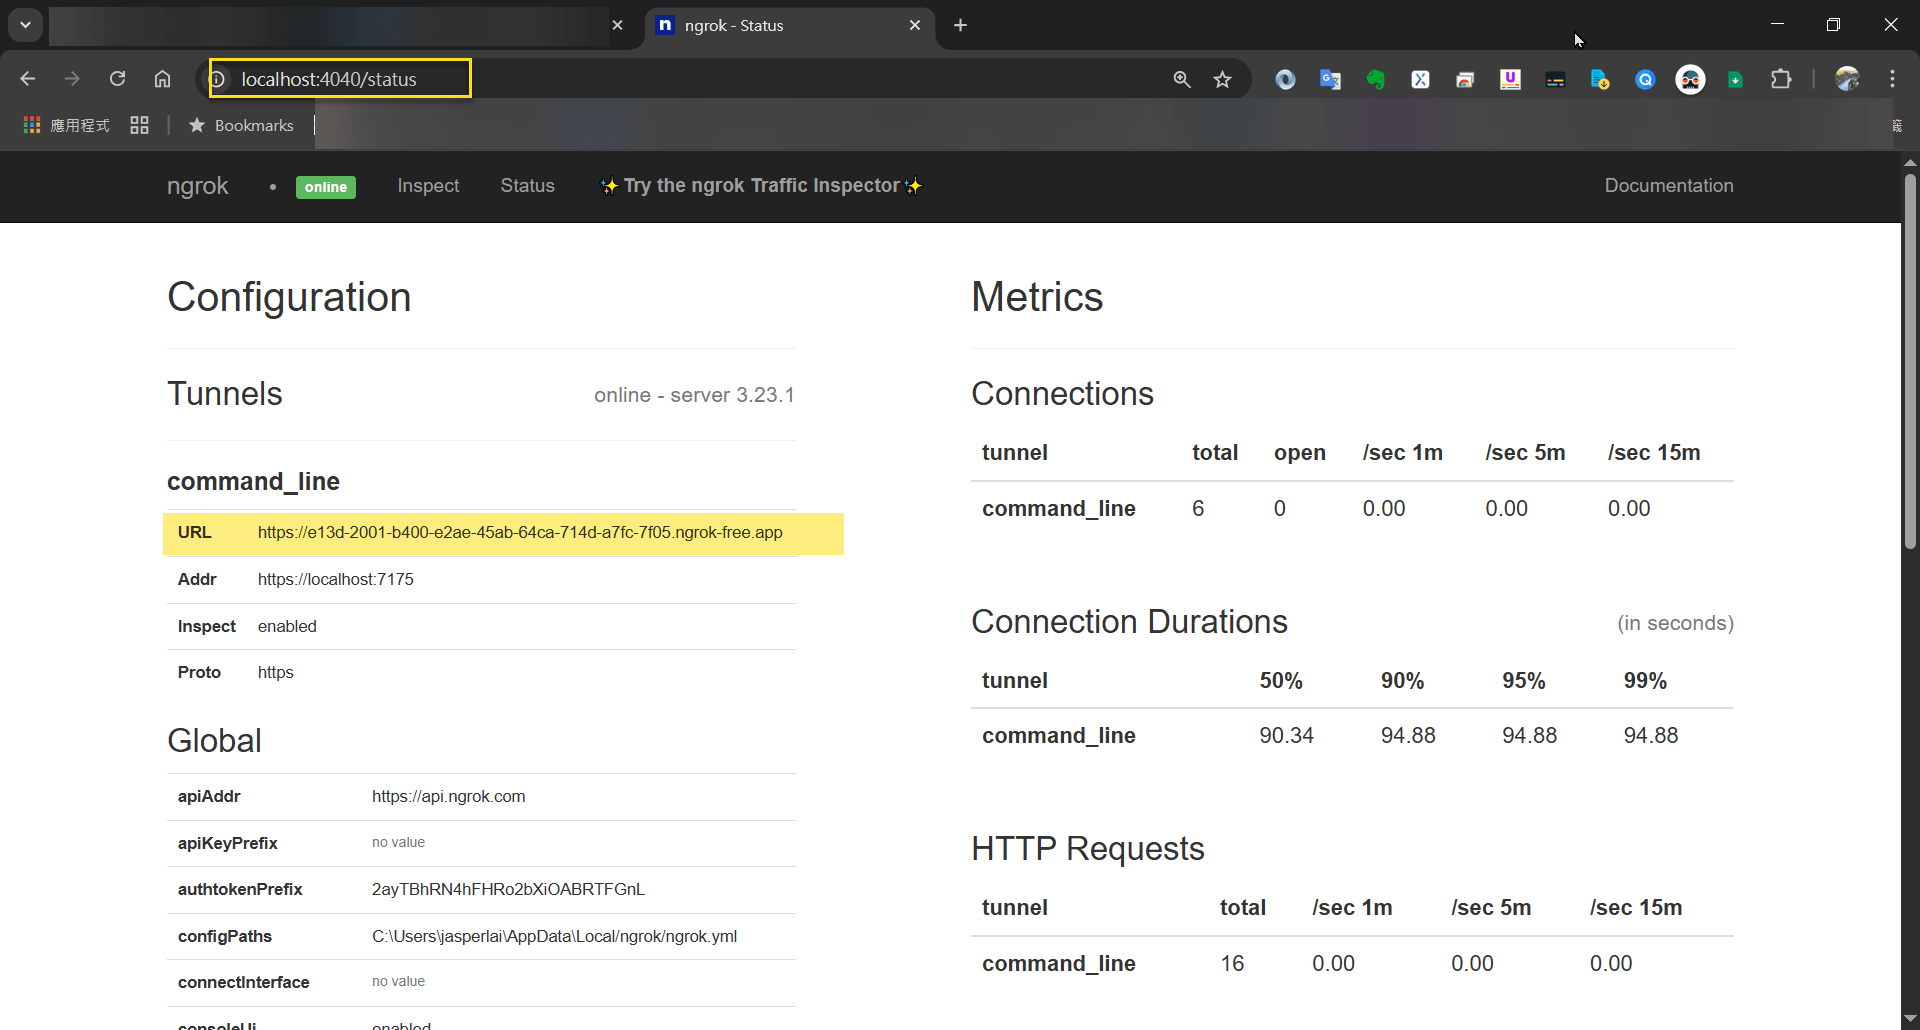 ngrok - Status
localhost:4040/status
應用程式
Bookmarks
籤
ngrok
online
Inspect
Status
✨Try the ngrok Traffic Inspector✨
Documentation
Configuration
Tunnels online - server 3.23.1
command_line
URL https://e13d-2001-b400-e2ae-45ab-64ca-714d-a7fc-7f05.ngrok-free.app
Addr https://localhost:7175
Inspect enabled
Proto https
Global
apiAddr https://api.ngrok.com
apiKeyPrefix no value
authtokenPrefix 2ayTBhRN4hFHRo2bXiOABRTFGnL
configPaths C:\Users\jasperlai\AppData\Local/ngrok/ngrok.yml
connectInterface no value
consoleUi enabled
Metrics
Connections
tunnel total open /sec 1m /sec 5m /sec 15m
command_line 6 0 0.00 0.00 0.00
Connection Durations (in seconds)
tunnel 50% 90% 95% 99%
command_line 90.34 94.88 94.88 94.88
HTTP Requests
tunnel total /sec 1m /sec 5m /sec 15m
command_line 16 0.00 0.00 0.00